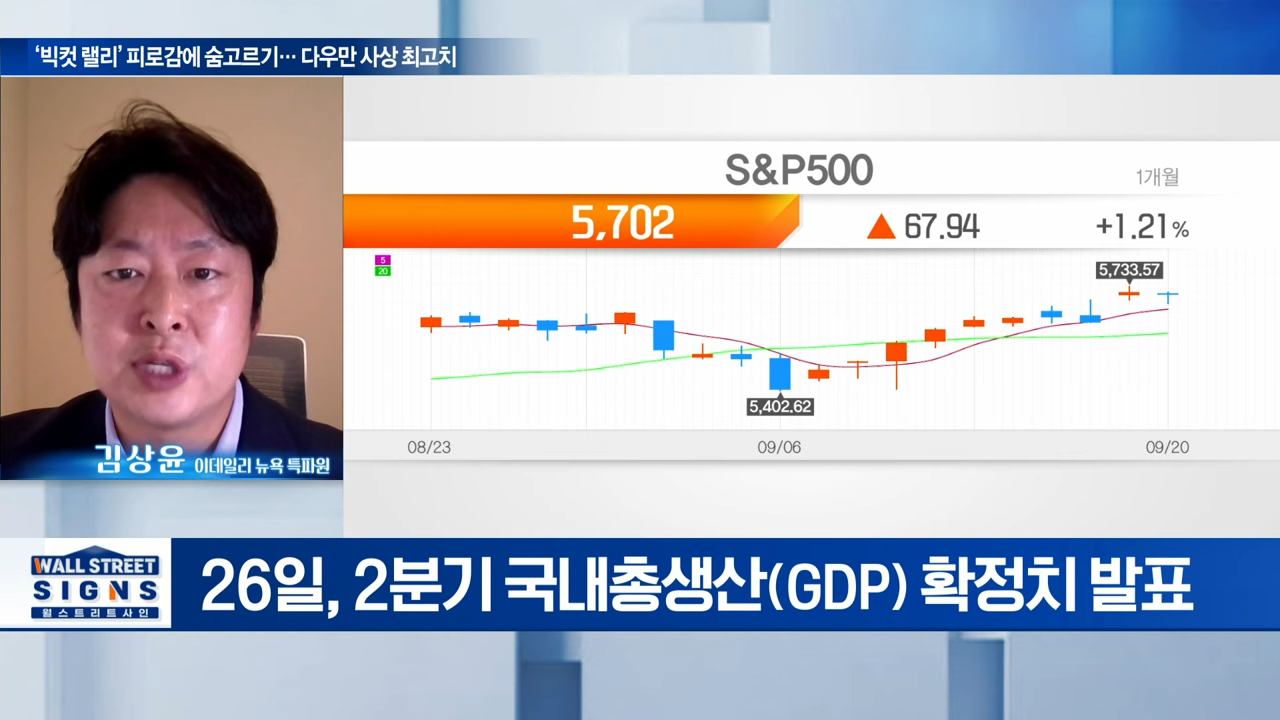 ‘빅컷 랠리’ 피로감에 숨고르기… 다우만 사상 최고치
S&P500
1개월
5,702
▲ 67.94
+1.21%
5
20
5,733.57
5,402.62
08/23
09/06
09/20
김상윤 이데일리 뉴욕 특파원
WALL STREET
SIGNS
월스트리트사인
26일, 2분기 국내총생산(GDP) 확정치 발표